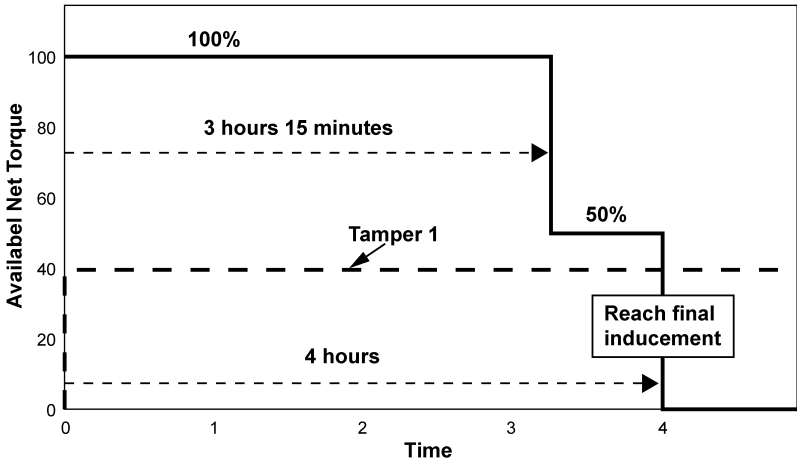 100%
3 hours 15 minutes
50%
Tamper 1
Reach final
inducement
4 hours
Availabel Net Torque
100
80
60
40
20
0
0 1 2 3 4
Time